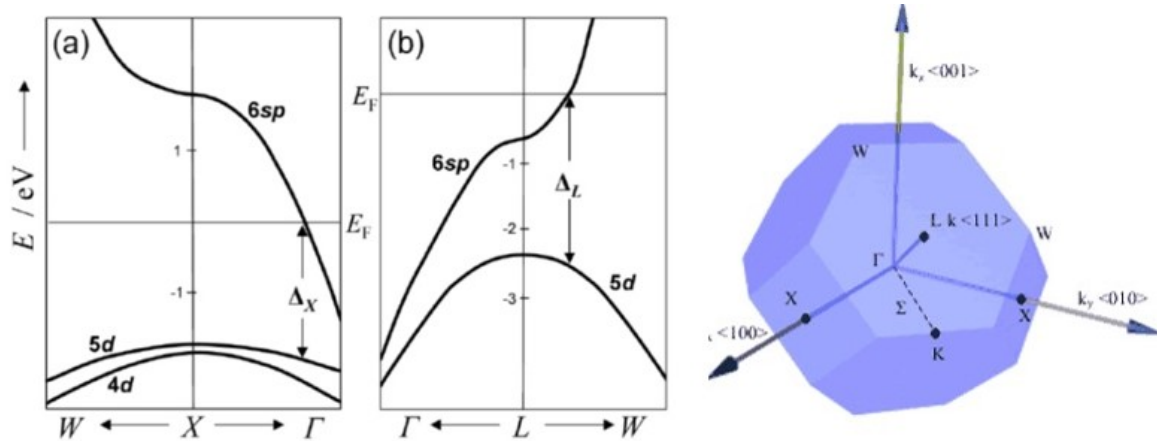 (a)
6sp
E / eV
1
E_F
-1
Δ_X
5d
4d
W ← X → Γ
(b)
E_F
6sp
-1
Δ_L
-2
-3
5d
Γ ← L → W
k_z <001>
W
L k <111>
W
Γ
X
Σ
X
k_y <010>
<100>
K